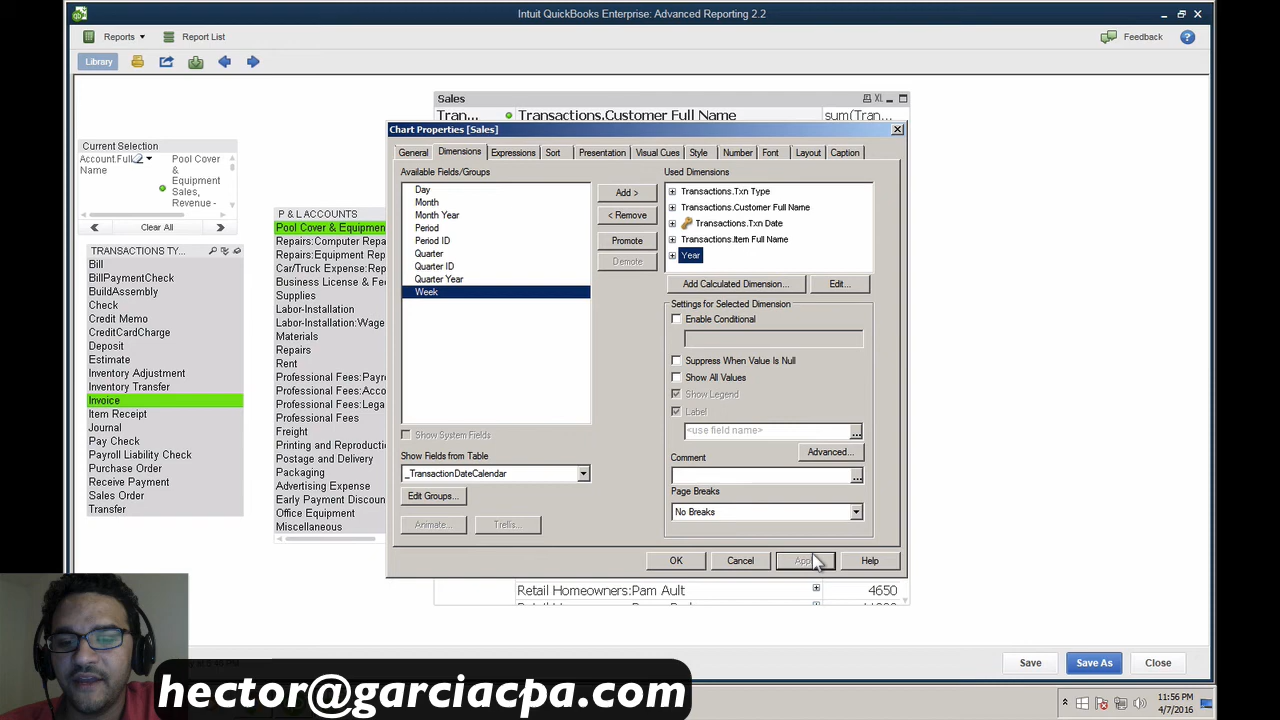 Intuit QuickBooks Enterprise: Advanced Reporting 2.2
Reports
Report List
Feedback
Library
Sales
Tran...
Transactions.Customer Full Name
sum(Tran...
Current Selection
Account.Full
Name
2
Pool Cover
&
Equipment
Sales,
Revenue -
Clear All
TRANSACTIONS TY...
Bill
BillPaymentCheck
BuildAssembly
Check
Credit Memo
CreditCardCharge
Deposit
Estimate
Inventory Adjustment
Inventory Transfer
Invoice
Item Receipt
Journal
Pay Check
Payroll Liability Check
Purchase Order
Receive Payment
Sales Order
Transfer
P & L ACCOUNTS
Pool Cover & Equipmen
Repairs:Computer Repa
Repairs:Equipment Rep
Car/Truck Expense:Rep
Business License & Fe
Supplies
Labor-Installation
Labor-Installation:Wage
Materials
Repairs
Rent
Professional Fees:Payro
Professional Fees:Acco
Professional Fees:Lega
Professional Fees
Freight
Printing and Reproductio
Postage and Delivery
Packaging
Advertising Expense
Early Payment Discoun
Office Equipment
Miscellaneous
Chart Properties [Sales]
General
Dimensions
Expressions
Sort
Presentation
Visual Cues
Style
Number
Font
Layout
Caption
Available Fields/Groups
Day
Month
Month Year
Period
Period ID
Quarter
Quarter ID
Quarter Year
Week
Show System Fields
Show Fields from Table
_TransactionDateCalendar
Edit Groups...
Animate...
Trellis...
Add >
< Remove
Promote
Demote
Used Dimensions
Transactions.Txn Type
Transactions.Customer Full Name
Transactions.Txn Date
Transactions.Item Full Name
Year
Add Calculated Dimension...
Edit...
Settings for Selected Dimension
Enable Conditional
Suppress When Value Is Null
Show All Values
Show Legend
Label
<use field name>
...
Advanced...
Comment
...
Page Breaks
No Breaks
OK
Cancel
Help
Retail Homeowners:Pam Ault
4650
Save
Save As
Close
hector@garciacpa.com
11:56 PM
4/7/2016